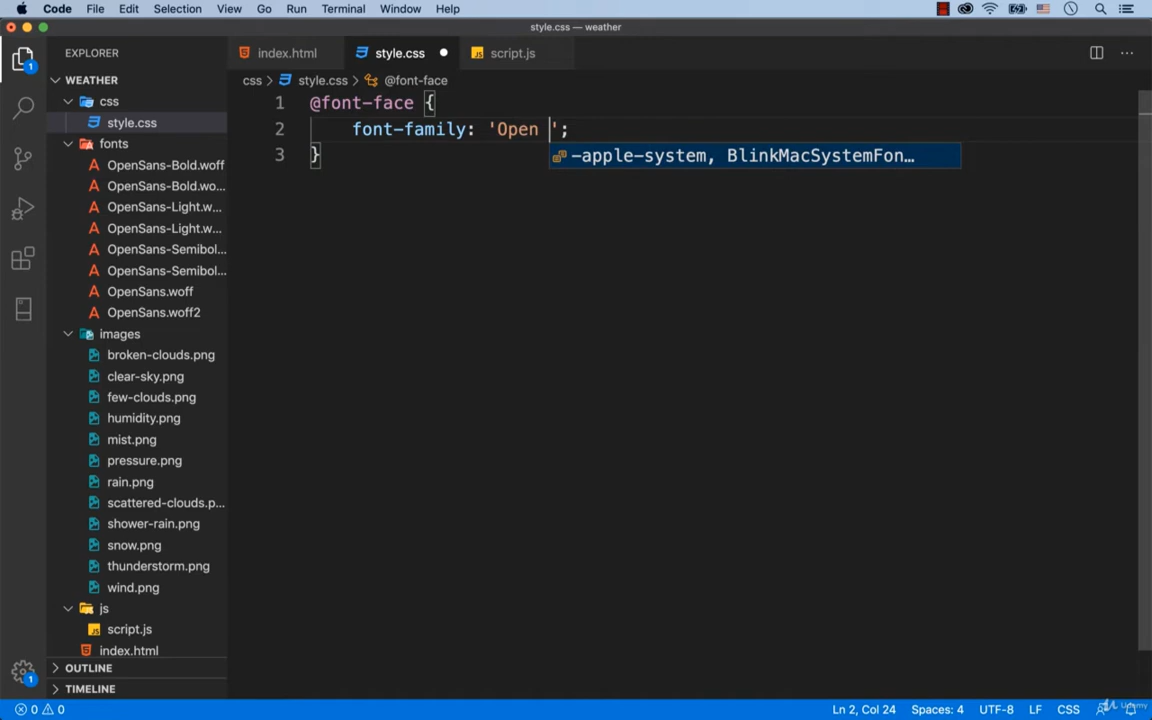 Code File Edit Selection View Go Run Terminal Window Help
style.css — weather
EXPLORER
index.html
style.css
script.js
WEATHER
css > style.css > @font-face
css
style.css
fonts
OpenSans-Bold.woff
OpenSans-Bold.wo...
OpenSans-Light.w...
OpenSans-Light.w...
OpenSans-Semibol...
OpenSans-Semibol...
OpenSans.woff
OpenSans.woff2
images
broken-clouds.png
clear-sky.png
few-clouds.png
humidity.png
mist.png
pressure.png
rain.png
scattered-clouds.p...
shower-rain.png
snow.png
thunderstorm.png
wind.png
js
script.js
index.html
OUTLINE
TIMELINE
1 @font-face {
2 font-family: 'Open ';
3 }
-apple-system, BlinkMacSystemFon...
1
1
0 0
Ln 2, Col 24 Spaces: 4 UTF-8 LF CSS
Udemy